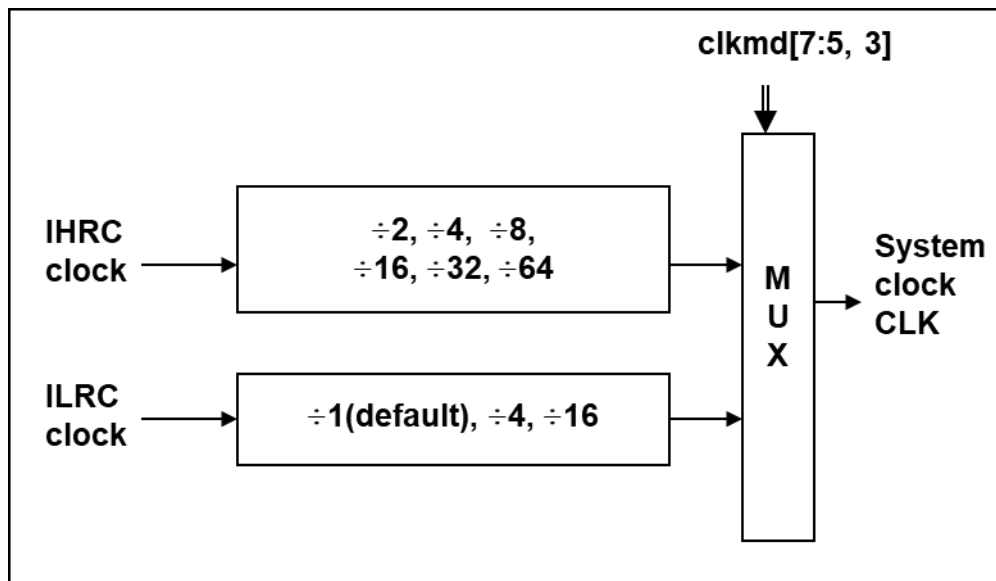 clkmd[7:5, 3]
IHRC
clock
÷2, ÷4, ÷8,
÷16, ÷32, ÷64
M
U
X
System
clock
CLK
ILRC
clock
÷1(default), ÷4, ÷16